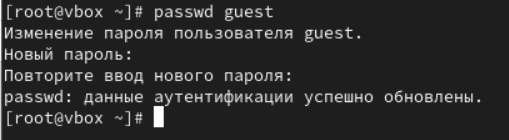 [root@vbox ~]# passwd guest
Изменение пароля пользователя guest.
Новый пароль:
Повторите ввод нового пароля:
passwd: данные аутентификации успешно обновлены.
[root@vbox ~]#